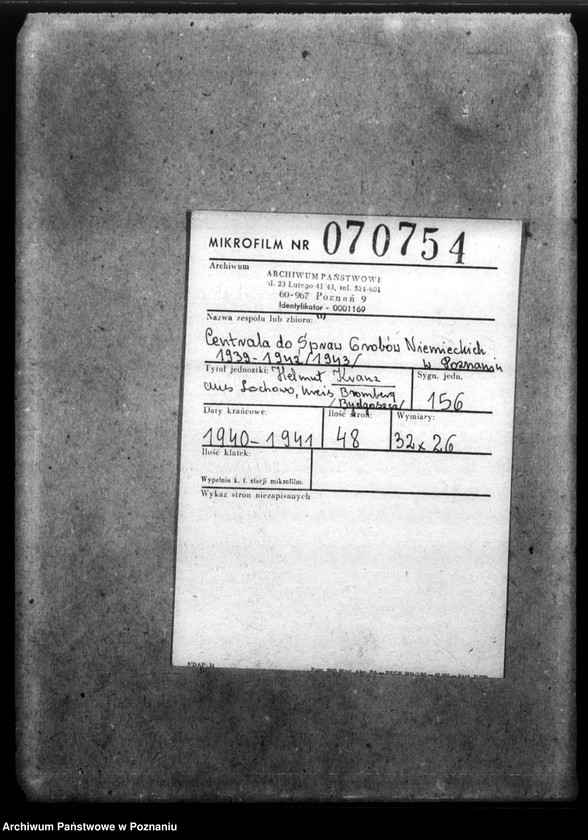 MIKROFILM NR 070754
Archiwum
ARCHIWUM PAŃSTWOWE
ul. 23 Lutego 41/43, tel. 524-601
60-967 Poznań 9
Identyfikator - 0001169
Nazwa zespołu lub zbioru:
Centrala do Spraw Grobów Niemieckich
1939-1942/1943/ w Poznaniu
Tytuł jednostki: Helmut Kranz
aus Lochowo, Kreis Bromberg
/Bydgoszcz/
Sygn. jedn.
156
Daty krańcowe:
1940-1941
Ilość stron:
48
Wymiary:
32x26
Ilość klatek:
Wypełnia k. f. stacji mikrofilm.
Wykaz stron niezapisanych
NDAP-24
Archiwum Państwowe w Poznaniu